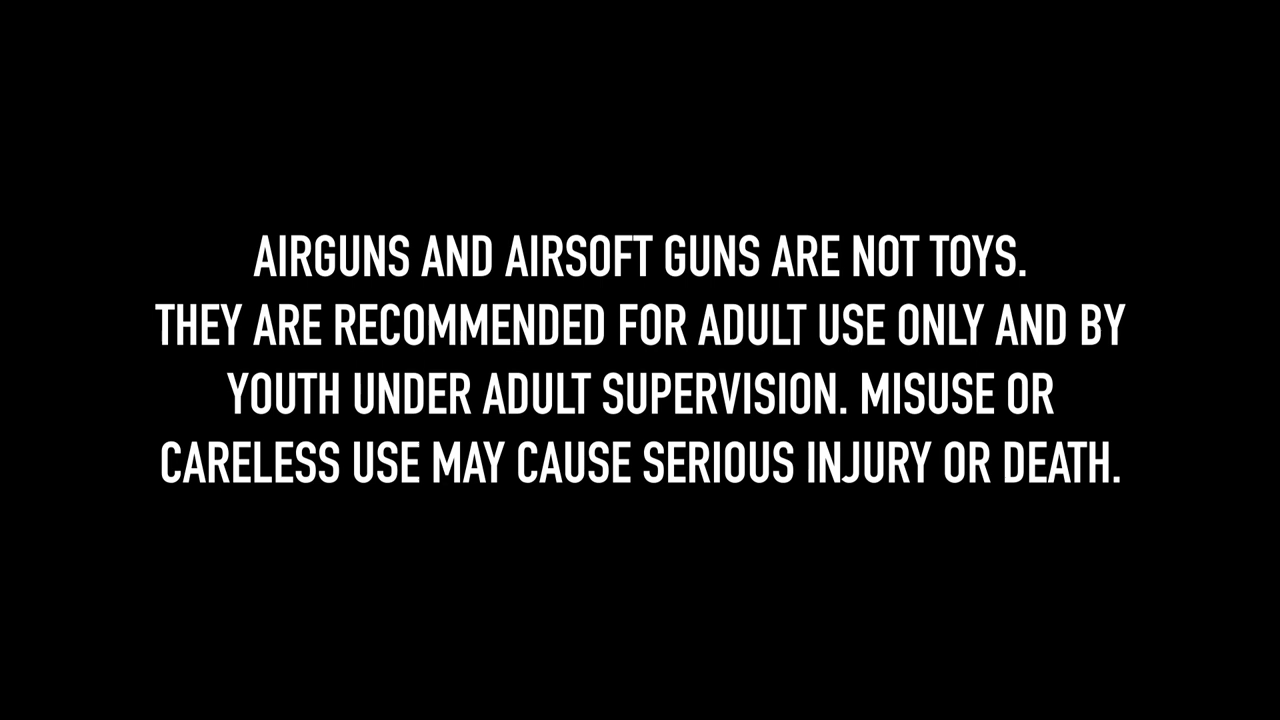 AIRGUNS AND AIRSOFT GUNS ARE NOT TOYS.
THEY ARE RECOMMENDED FOR ADULT USE ONLY AND BY
YOUTH UNDER ADULT SUPERVISION. MISUSE OR
CARELESS USE MAY CAUSE SERIOUS INJURY OR DEATH.